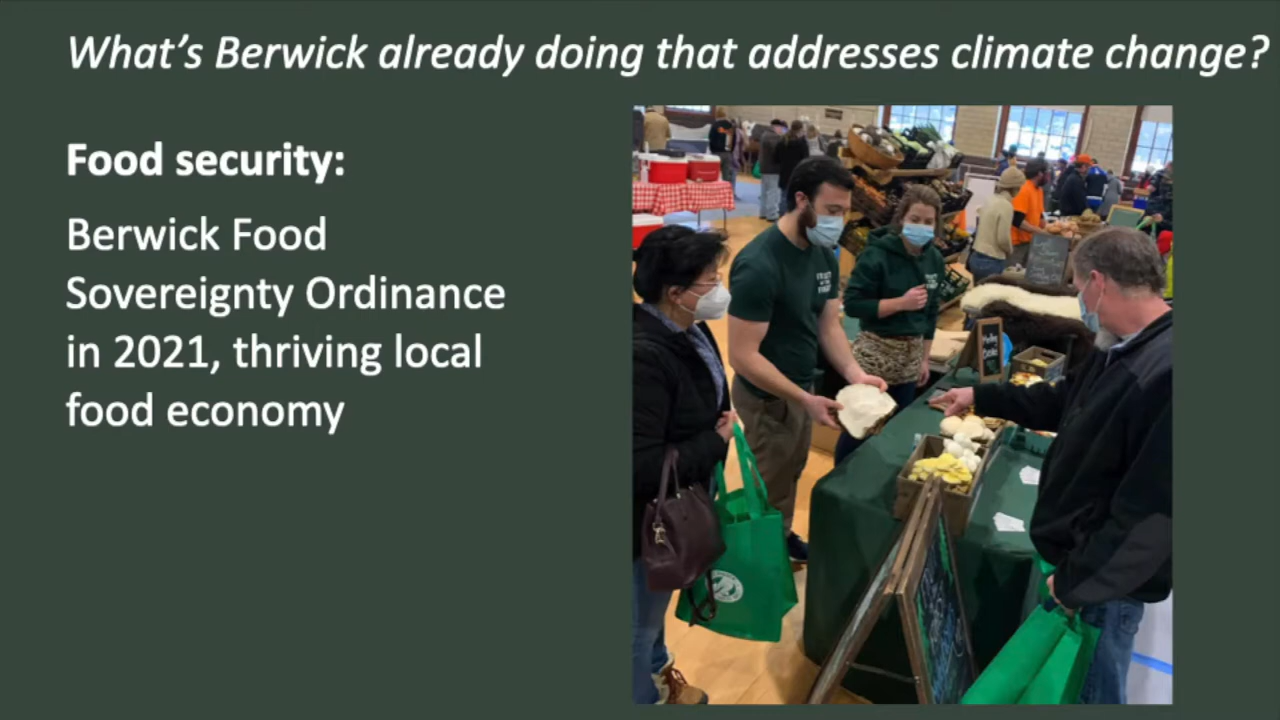 What's Berwick already doing that addresses climate change?
Food security:
Berwick Food
Sovereignty Ordinance
in 2021, thriving local
food economy